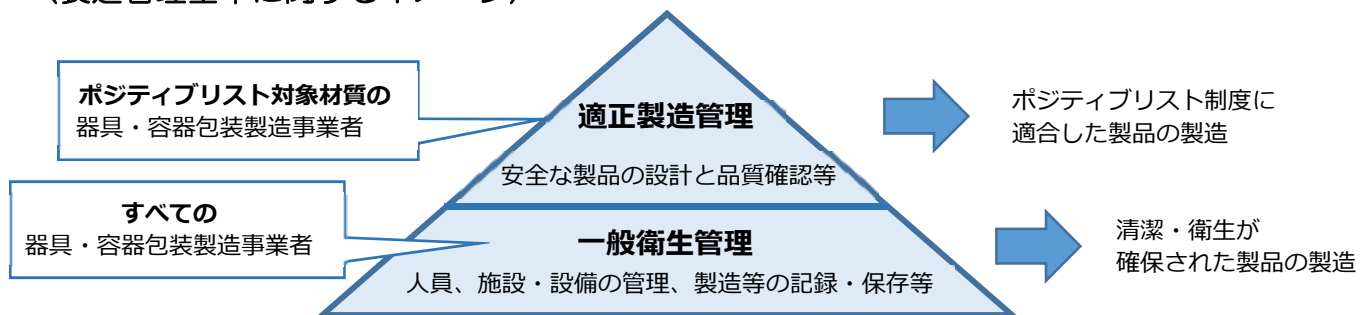 ポジティブリスト対象材質の
器具・容器包装製造事業者
適正製造管理
安全な製品の設計と品質確認等
ポジティブリスト制度に
適合した製品の製造
すべての
器具・容器包装製造事業者
一般衛生管理
人員、施設・設備の管理、製造等の記録・保存等
清潔・衛生が
確保された製品の製造